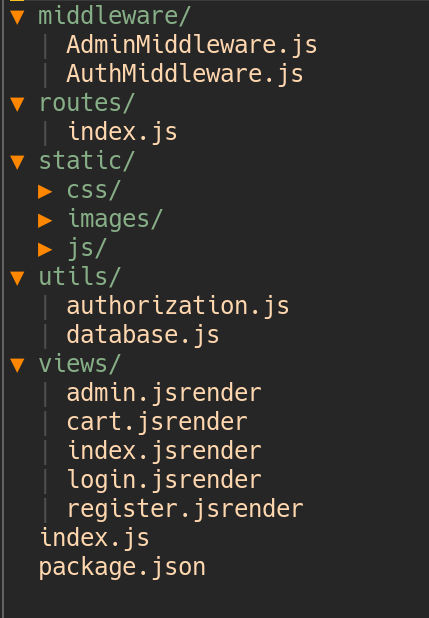 ▼ middleware/
| AdminMiddleware.js
| AuthMiddleware.js
▼ routes/
| index.js
▼ static/
▶ css/
▶ images/
▶ js/
▼ utils/
| authorization.js
| database.js
▼ views/
| admin.jsrender
| cart.jsrender
| index.jsrender
| login.jsrender
| register.jsrender
index.js
package.json